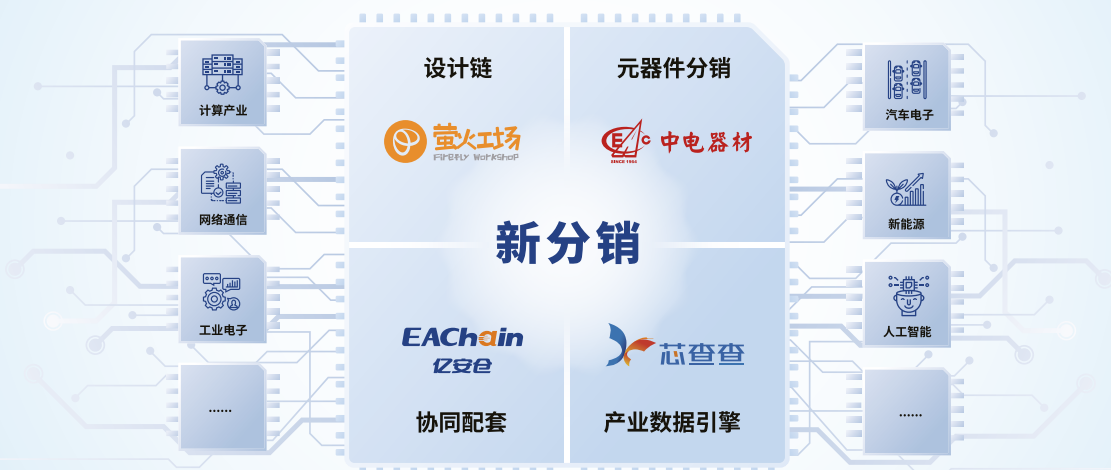 设计链
元器件分销
萤火工场
FirEfLY WorkSHOP
CEAC
SINCE 1964
中电器材
新分销
EAChain
亿安仓
芯查查
协同配套
产业数据引擎
计算产业
网络通信
工业电子
......
汽车电子
新能源
人工智能
......